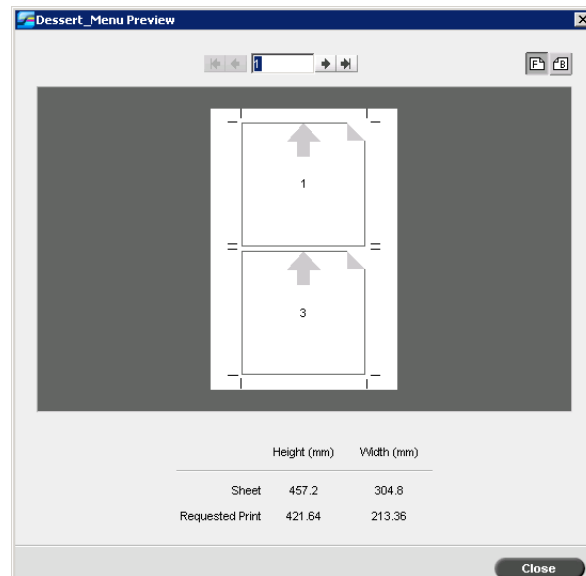 Dessert_Menu Preview
1
F B
1
3
Height (mm) Width (mm)
Sheet 457.2 304.8
Requested Print 421.64 213.36
Close